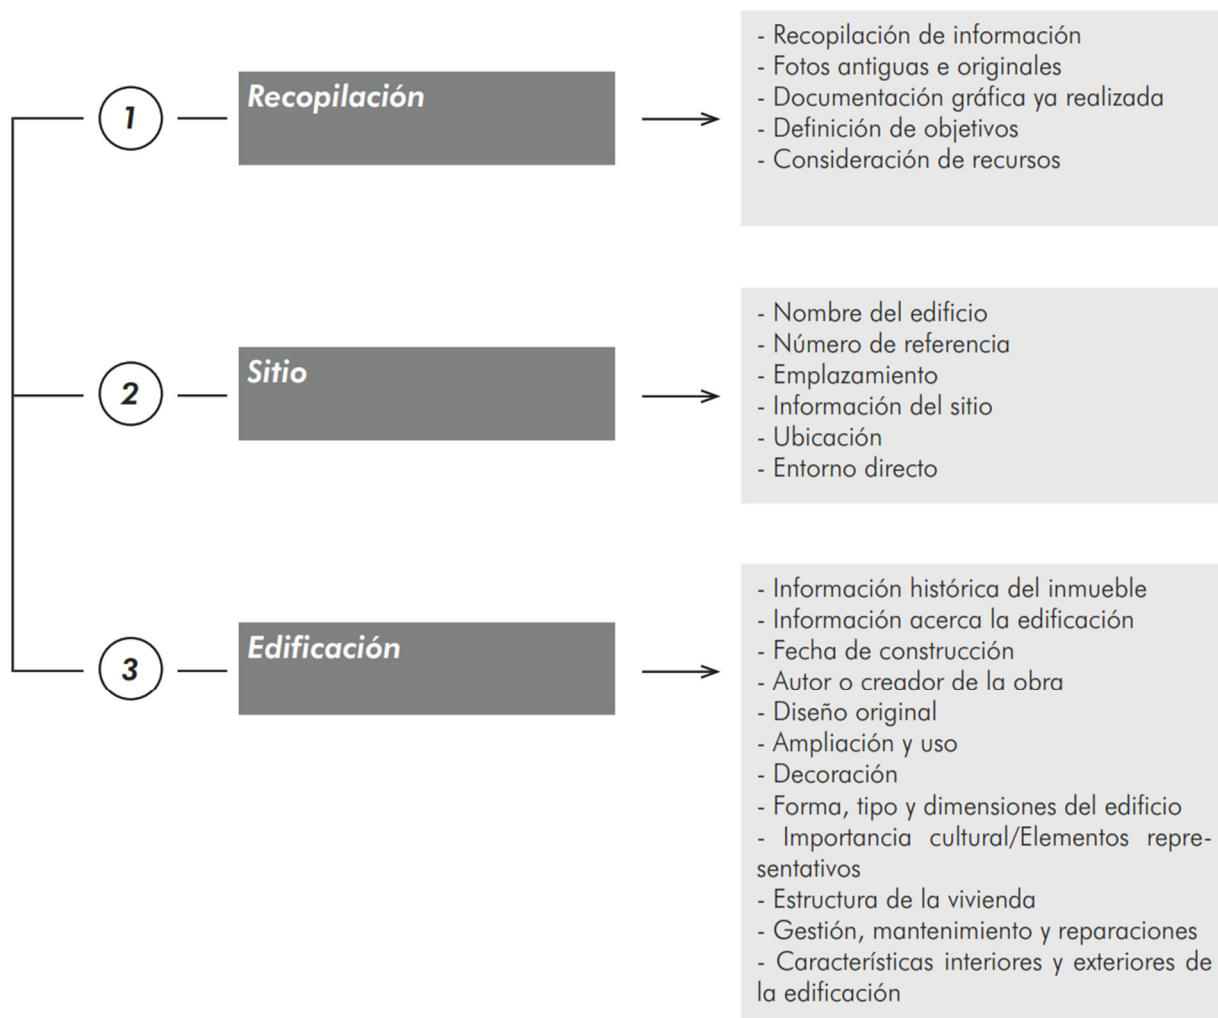 1
Recopilación
- Recopilación de información
- Fotos antiguas e originales
- Documentación gráfica ya realizada
- Definición de objetivos
- Consideración de recursos
2
Sitio
- Nombre del edificio
- Número de referencia
- Emplazamiento
- Información del sitio
- Ubicación
- Entorno directo
3
Edificación
- Información histórica del inmueble
- Información acerca la edificación
- Fecha de construcción
- Autor o creador de la obra
- Diseño original
- Ampliación y uso
- Decoración
- Forma, tipo y dimensiones del edificio
- Importancia cultural/Elementos repre-
sentativos
- Estructura de la vivienda
- Gestión, mantenimiento y reparaciones
- Características interiores y exteriores de
la edificación